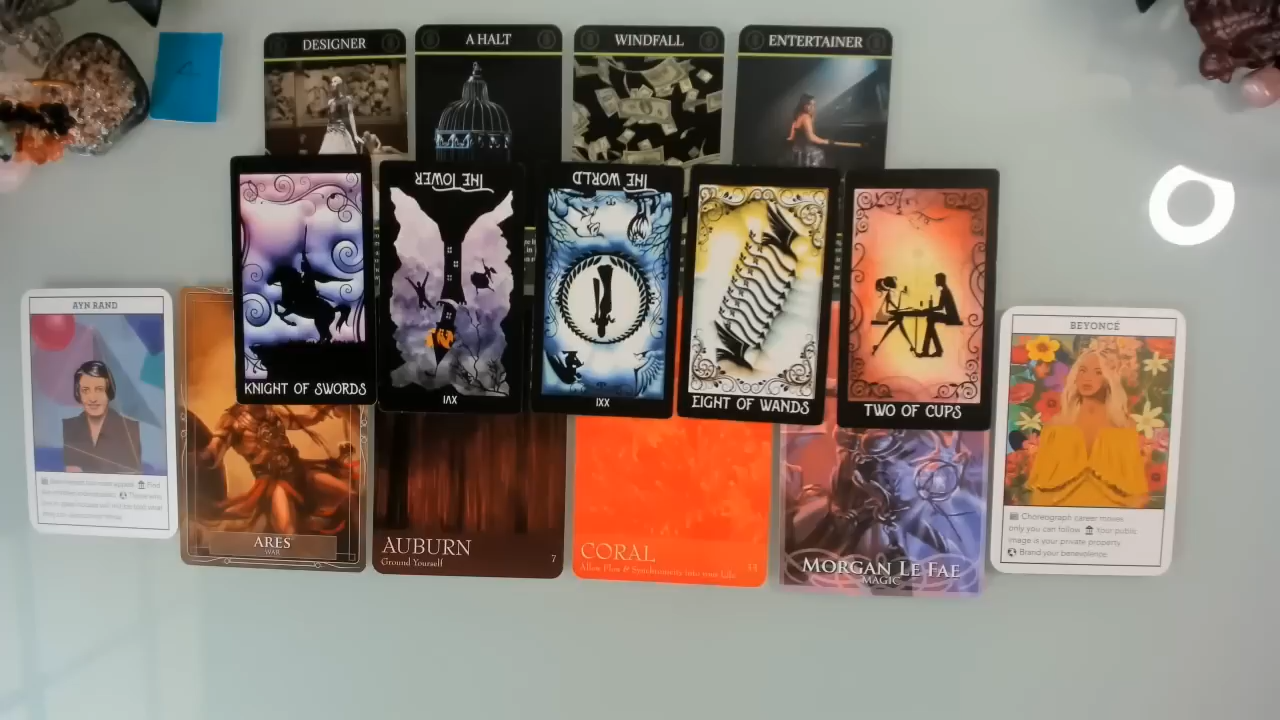 DESIGNER
A HALT
WINDFALL
ENTERTAINER
THE TOWER
THE WORLD
KNIGHT OF SWORDS
XVI
XXI
EIGHT OF WANDS
TWO OF CUPS
AYN RAND
BEYONCÉ
Choreograph career moves
only you can follow. Your public
image is your private property.
Brand your benevolence.
ARES
WAR
AUBURN
Ground Yourself
7
CORAL
Allow Flow & Synchronicity into your Life
MORGAN LE FAE
MAGIC